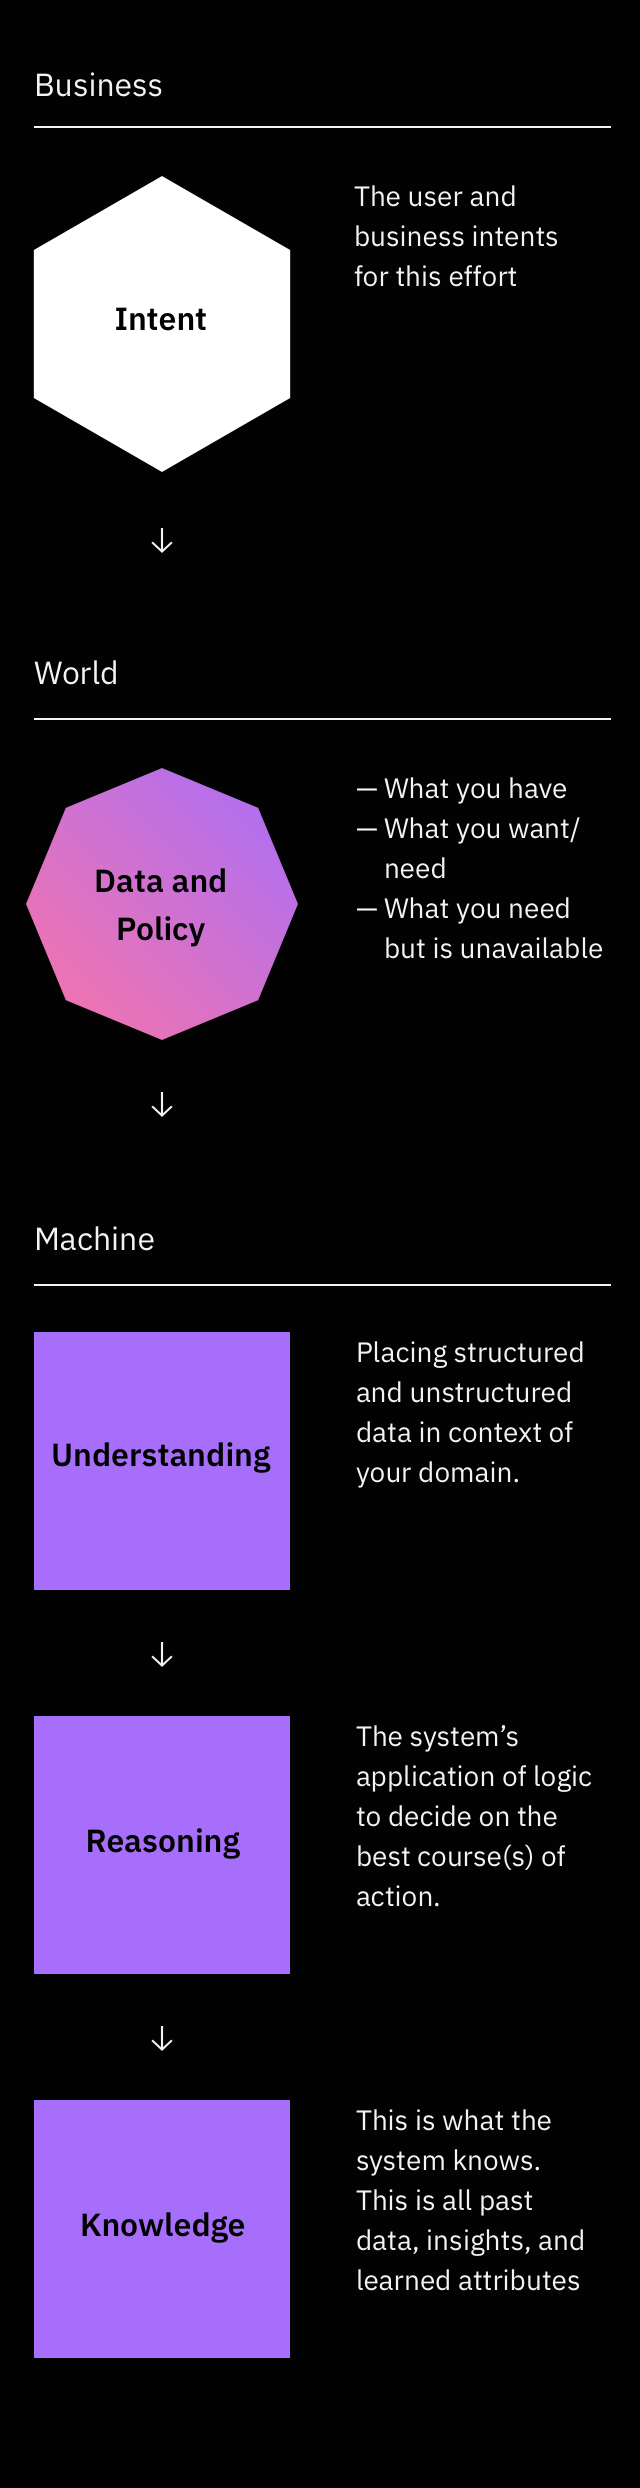 Business
Intent
The user and
business intents
for this effort
World
Data and
Policy
— What you have
— What you want/
need
— What you need
but is unavailable
Machine
Understanding
Placing structured
and unstructured
data in context of
your domain.
Reasoning
The system’s
application of logic
to decide on the
best course(s) of
action.
Knowledge
This is what the
system knows.
This is all past
data, insights, and
learned attributes